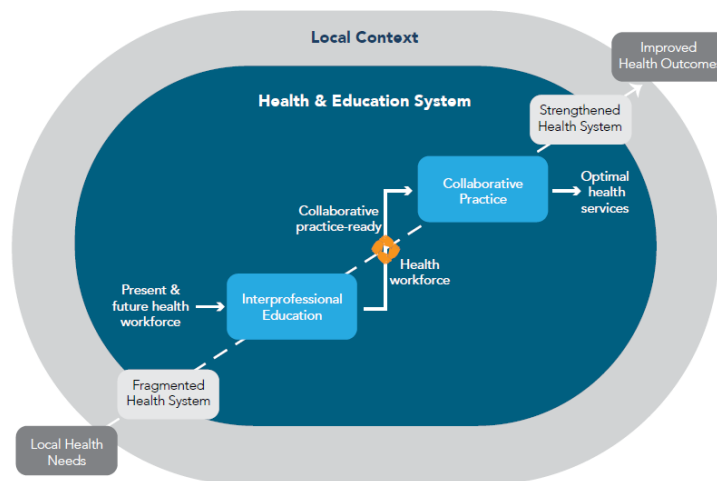 Local Context
Improved
Health Outcome
Health & Education System
Strengthened
Health System
Collaborative
Practice
Optimal
health
services
Collaborative
practice-ready
Health
workforce
Present &
future health
workforce
Interprofessional
Education
Fragmented
Health System
Local Health
Needs